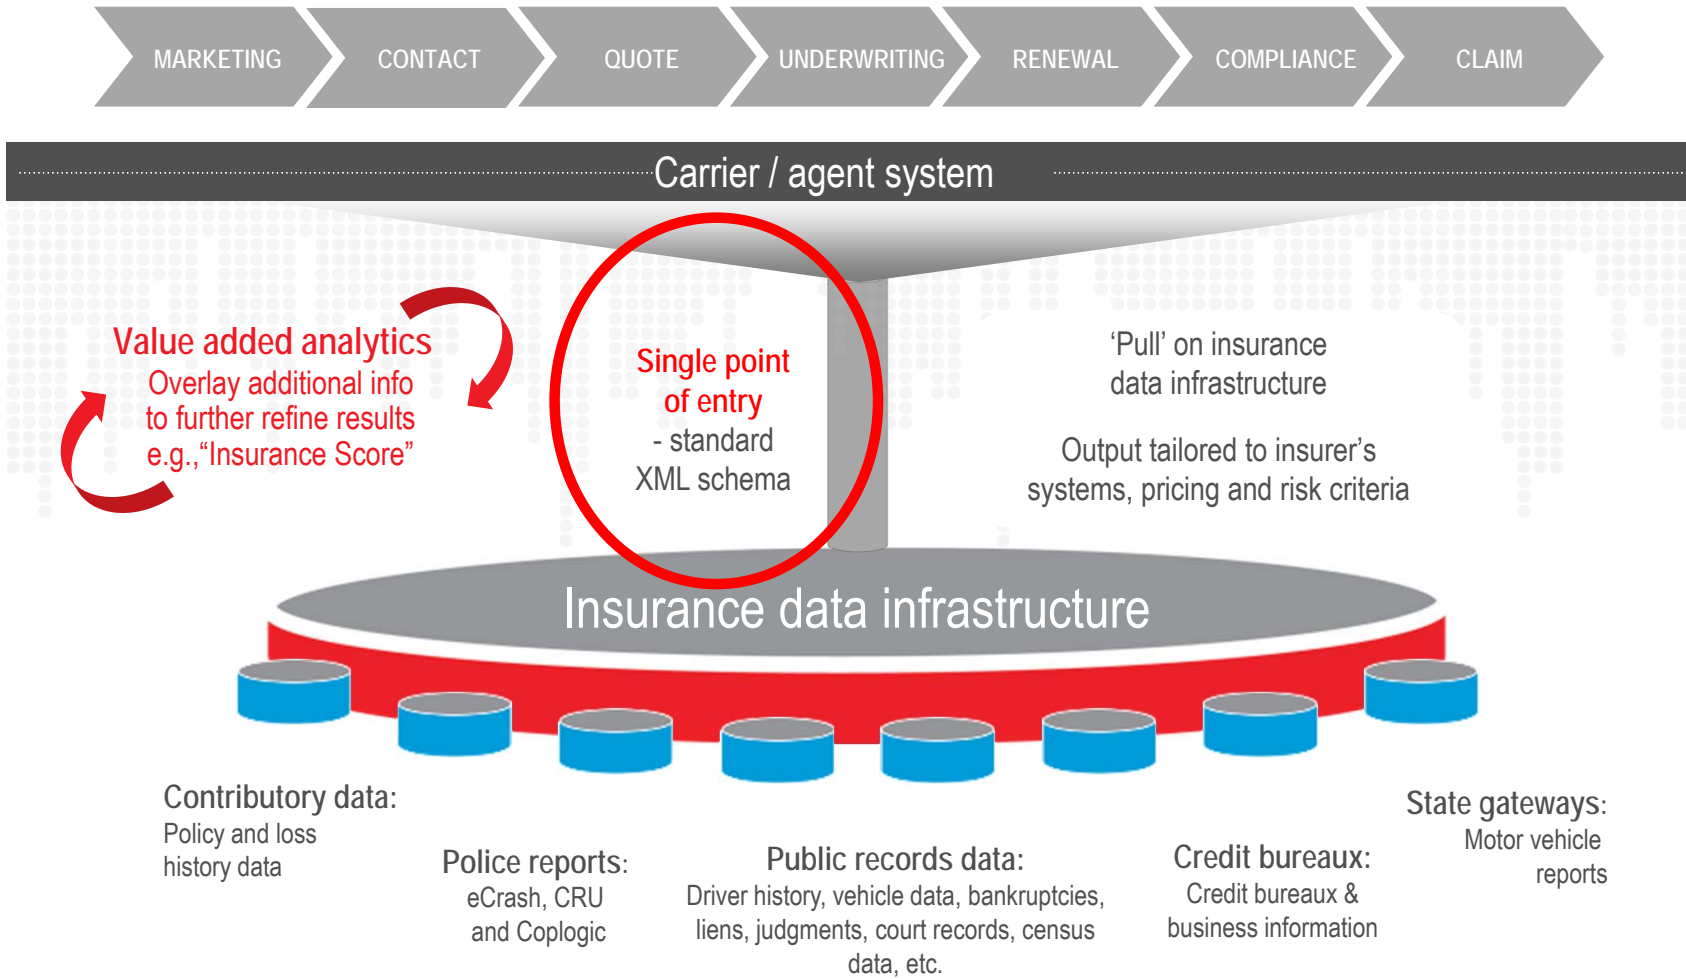 MARKETING
CONTACT
QUOTE
UNDERWRITING
RENEWAL
COMPLIANCE
CLAIM
Carrier / agent system
Value added analytics
Overlay additional info
to further refine results
e.g.,“Insurance Score”
Single point
of entry
- standard
XML schema
‘Pull’ on insurance
data infrastructure
Output tailored to insurer’s
systems, pricing and risk criteria
Insurance data infrastructure
Contributory data:
Policy and loss
history data
Police reports:
eCrash, CRU
and Coplogic
Public records data:
Driver history, vehicle data, bankruptcies,
liens, judgments, court records, census
data, etc.
Credit bureaux:
Credit bureaux &
business information
State gateways:
Motor vehicle
reports